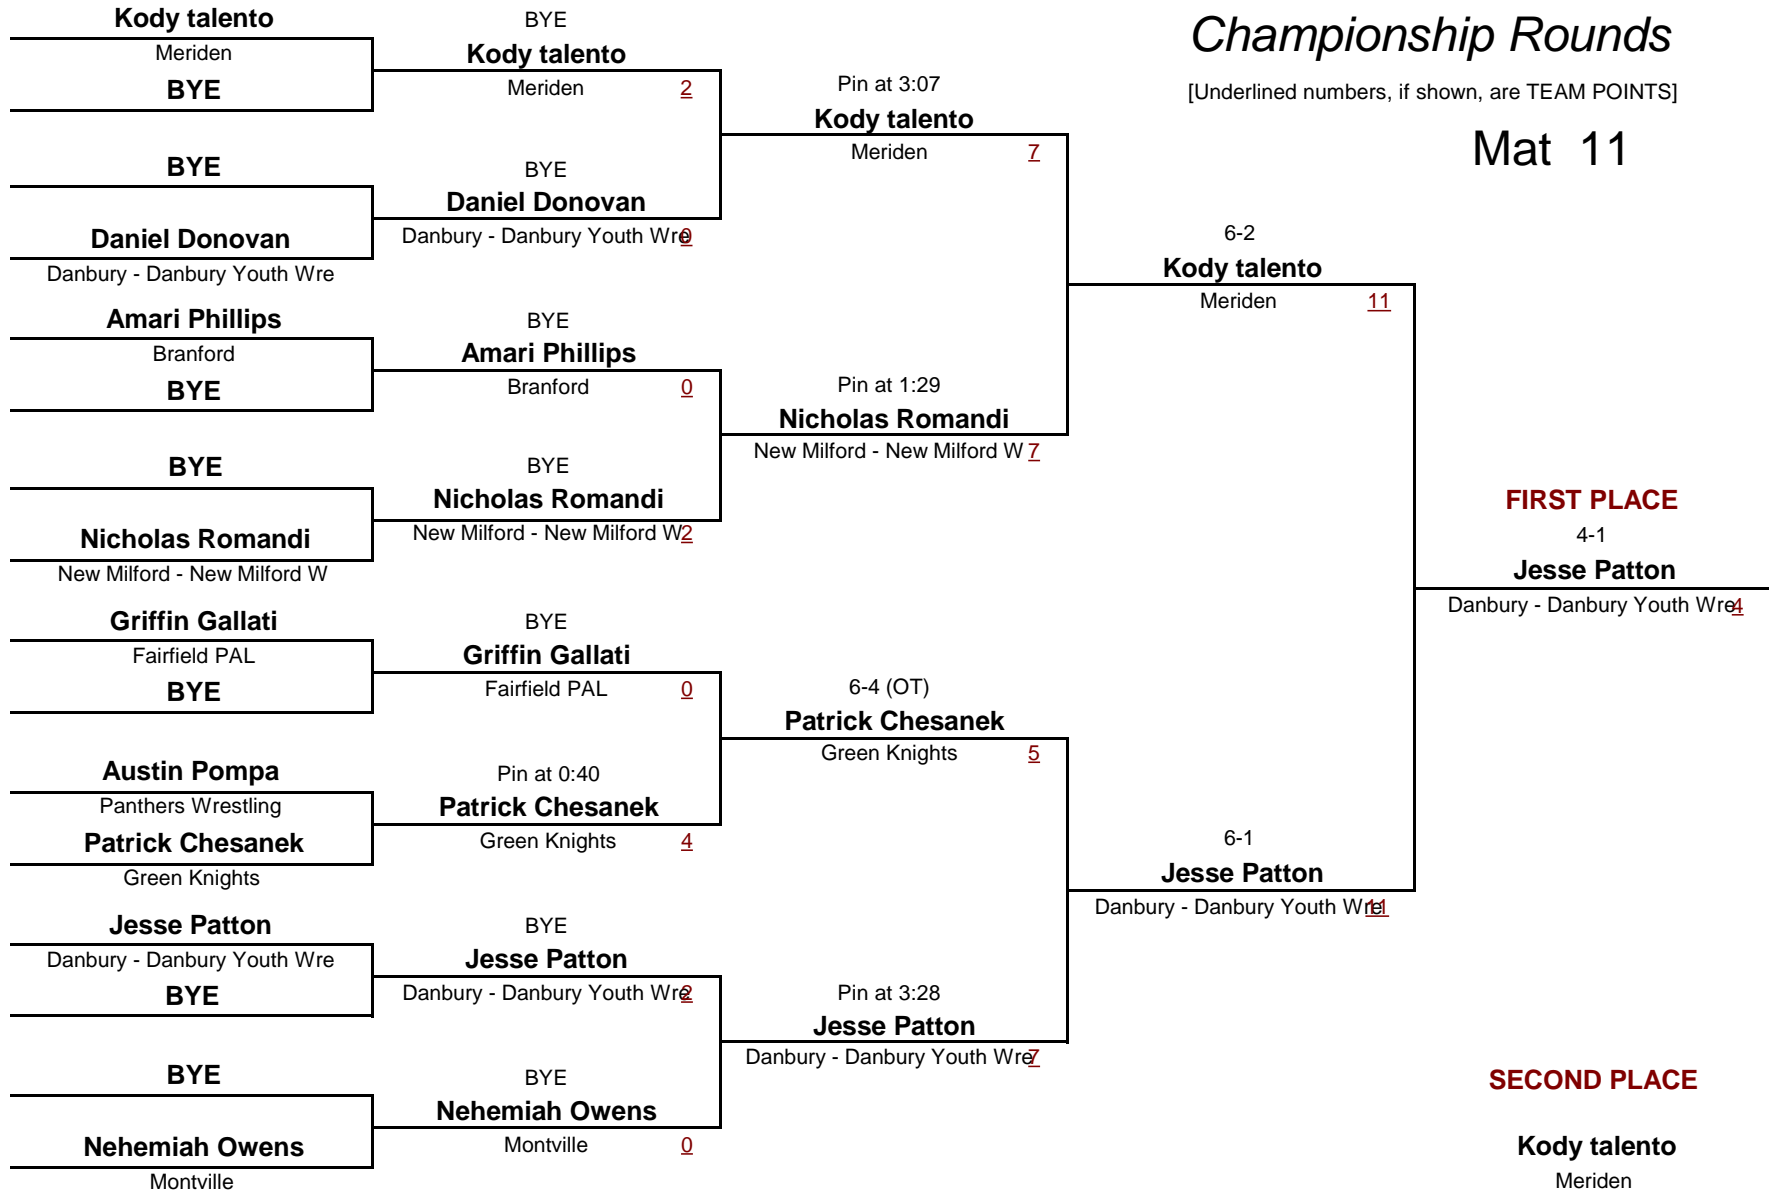 Championship Rounds
[Underlined numbers, if shown, are TEAM POINTS]
Mat 11
Kody talento
Meriden
BYE
BYE
Daniel Donovan
Danbury - Danbury Youth Wre
Amari Phillips
Branford
BYE
BYE
Nicholas Romandi
New Milford - New Milford W
Griffin Gallati
Fairfield PAL
BYE
Austin Pompa
Panthers Wrestling
Patrick Chesanek
Green Knights
Jesse Patton
Danbury - Danbury Youth Wre
BYE
BYE
Nehemiah Owens
Montville
BYE
Kody talento
Meriden 2
BYE
Daniel Donovan
Danbury - Danbury Youth Wre 0
BYE
Amari Phillips
Branford 0
BYE
Nicholas Romandi
New Milford - New Milford W 2
BYE
Griffin Gallati
Fairfield PAL 0
Pin at 0:40
Patrick Chesanek
Green Knights 4
BYE
Jesse Patton
Danbury - Danbury Youth Wre 2
BYE
Nehemiah Owens
Montville 0
Pin at 3:07
Kody talento
Meriden 7
Pin at 1:29
Nicholas Romandi
New Milford - New Milford W 7
6-4 (OT)
Patrick Chesanek
Green Knights 5
Pin at 3:28
Jesse Patton
Danbury - Danbury Youth Wre 7
6-2
Kody talento
Meriden 11
6-1
Jesse Patton
Danbury - Danbury Youth Wre 11
FIRST PLACE
4-1
Jesse Patton
Danbury - Danbury Youth Wre 4
SECOND PLACE
Kody talento
Meriden